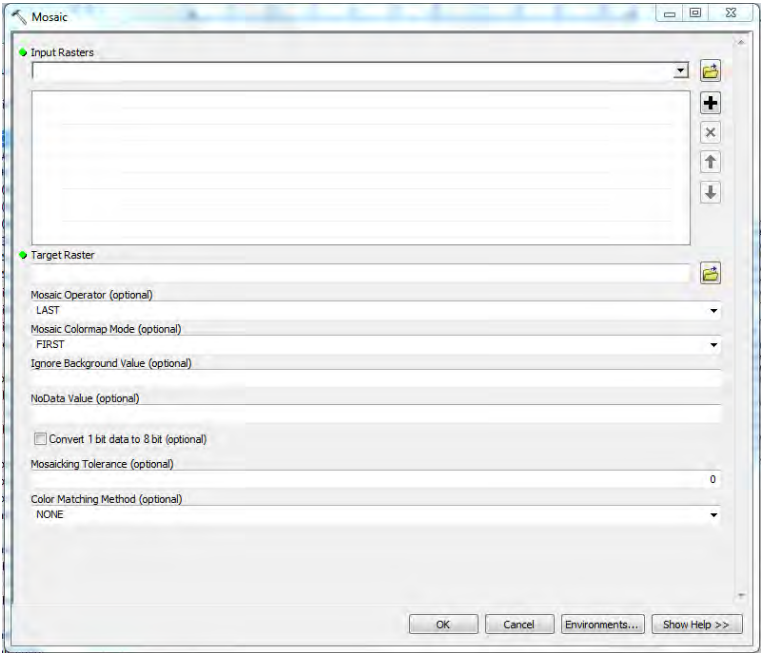 Mosaic
Input Rasters
Target Raster
Mosaic Operator (optional)
LAST
Mosaic Colormap Mode (optional)
FIRST
Ignore Background Value (optional)
NoData Value (optional)
Convert 1 bit data to 8 bit (optional)
Mosaicking Tolerance (optional)
0
Color Matching Method (optional)
NONE
OK Cancel Environments... Show Help >>